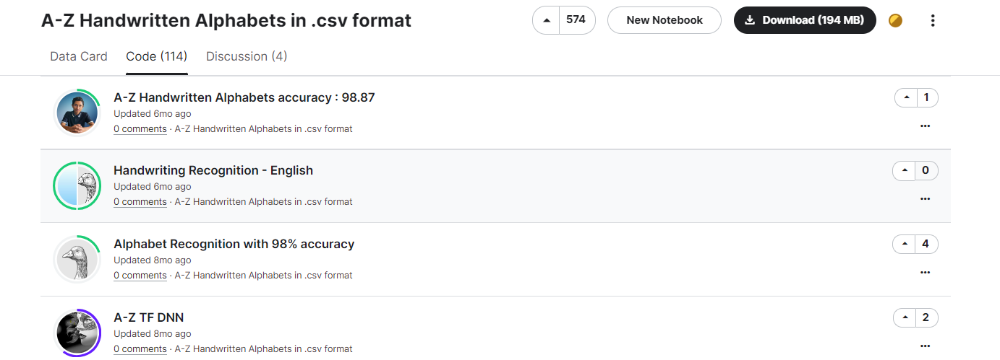 A-Z Handwritten Alphabets in .csv format
574
New Notebook
Download (194 MB)
Data Card
Code (114)
Discussion (4)
A-Z Handwritten Alphabets accuracy : 98.87
1
Updated 6mo ago
0 comments · A-Z Handwritten Alphabets in .csv format
Handwriting Recognition - English
0
Updated 6mo ago
0 comments · A-Z Handwritten Alphabets in .csv format
Alphabet Recognition with 98% accuracy
4
Updated 8mo ago
0 comments · A-Z Handwritten Alphabets in .csv format
A-Z TF DNN
2
Updated 8mo ago
0 comments · A-Z Handwritten Alphabets in .csv format